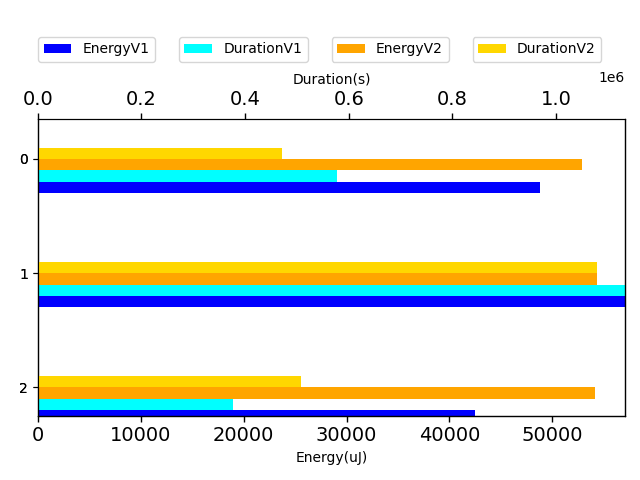 EnergyV1 DurationV1 EnergyV2 DurationV2
Duration(s)
1e6
0.0 0.2 0.4 0.6 0.8 1.0
0
1
2
0 10000 20000 30000 40000 50000
Energy(uJ)